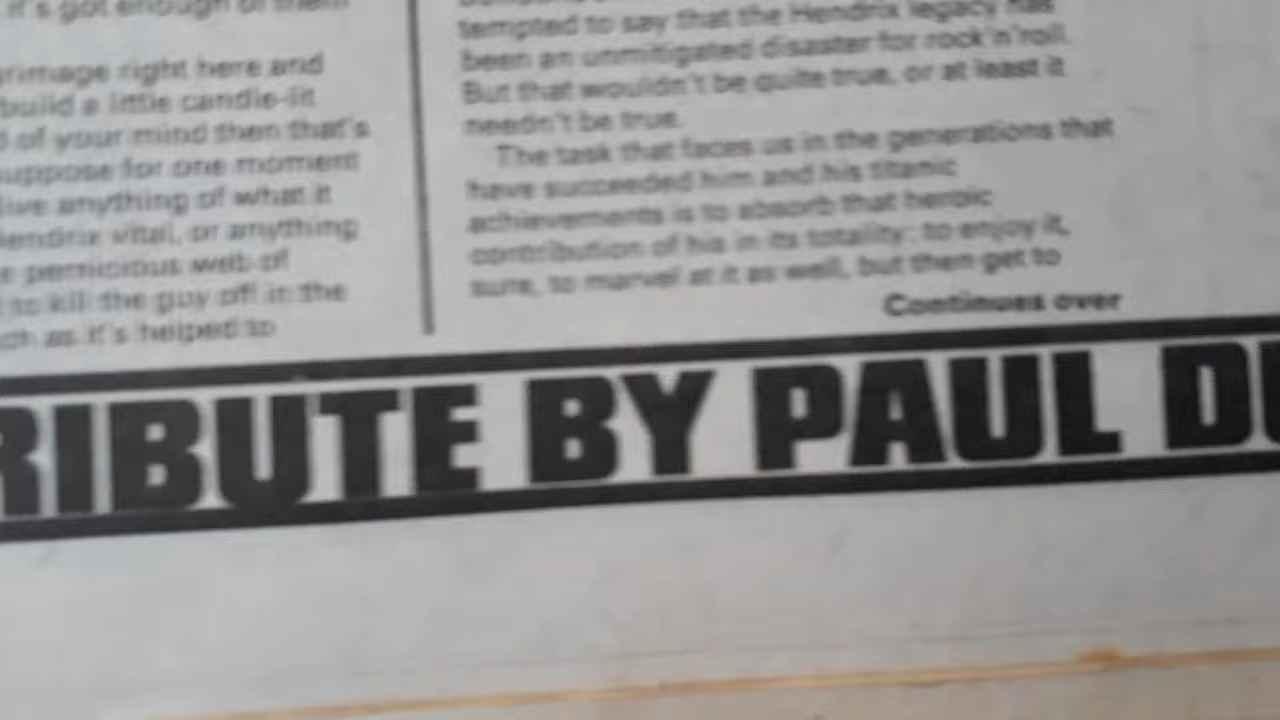 it's got enough of them
right here and
build a little candle-lit
of your mind then that's
suppose for one moment
anything of what it
Hendrix vital, or anything
pernicious web of
to kill the guy off in the
as it's helped to
tempted to say that the Hendrix legacy has
been an unmitigated disaster for rock'n'roll.
But that wouldn't be quite true, or at least it
needn't be true.
The task that faces us in the generations that
have succeeded him and his titanic
achievements is to absorb that heroic
contribution of his in its totality: to enjoy it,
sure, to marvel at it as well, but then get to
Continues over
RIBUTE BY PAUL DU